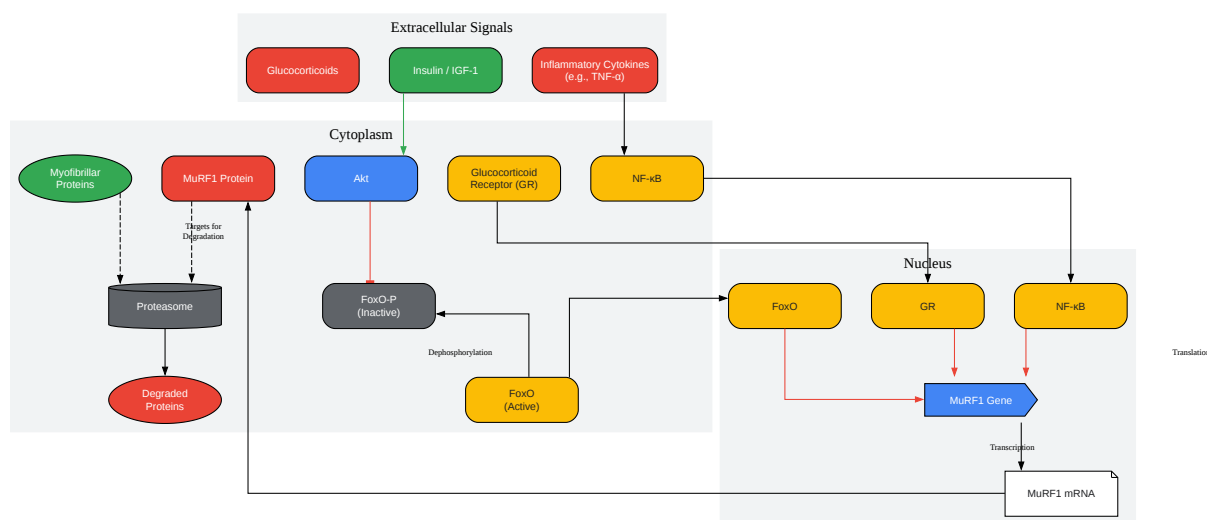 Extracellular Signals
Glucocorticoids
Insulin / IGF-1
Inflammatory Cytokines
(e.g., TNF-α)
Cytoplasm
Myofibrillar
Proteins
MuRF1 Protein
Akt
Glucocorticoid
Receptor (GR)
NF-κB
Targets for
Degradation
Nucleus
Proteasome
FoxO-P
(Inactive)
FoxO
GR
NF-κB
Dephosphorylation
Translation
Degraded
Proteins
FoxO
(Active)
MuRF1 Gene
Transcription
MuRF1 mRNA